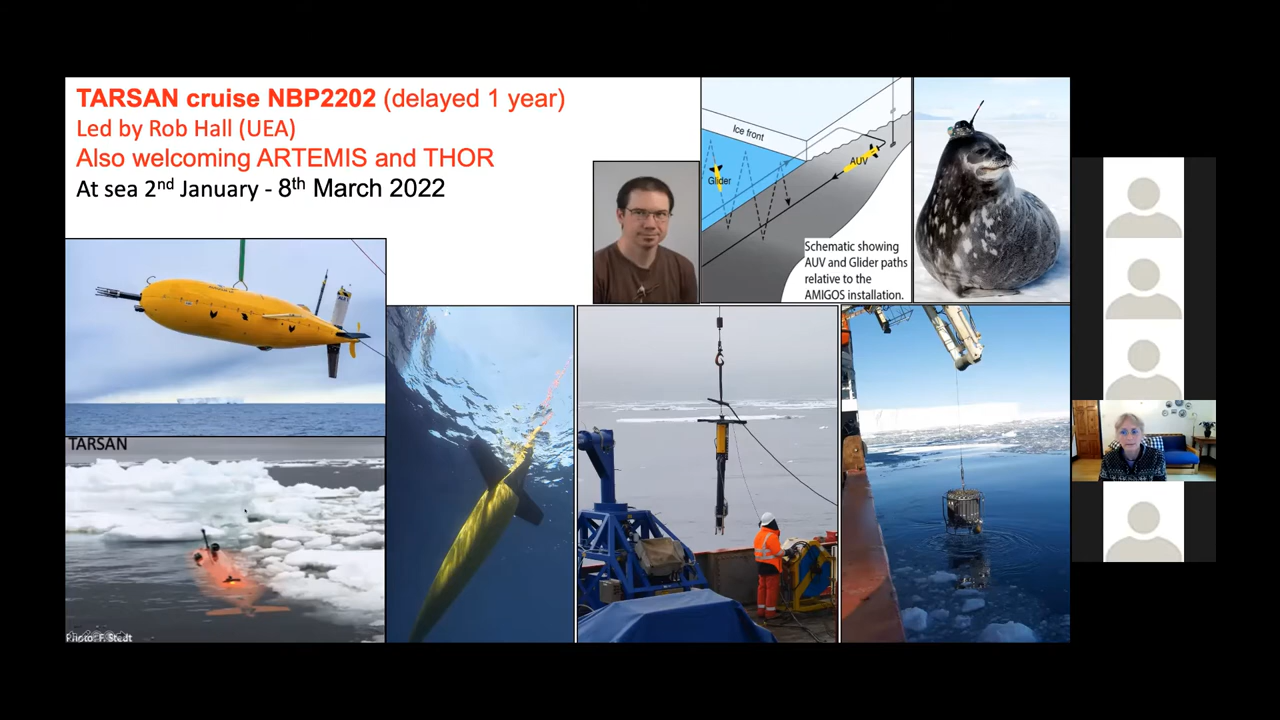 TARSAN cruise NBP2202 (delayed 1 year)
Led by Rob Hall (UEA)
Also welcoming ARTEMIS and THOR
At sea 2nd January - 8th March 2022
Ice front
Glider
AUV
Schematic showing
AUV and Glider paths
relative to the
AMIGOS installation.
TARSAN
Photo: F. Stedt